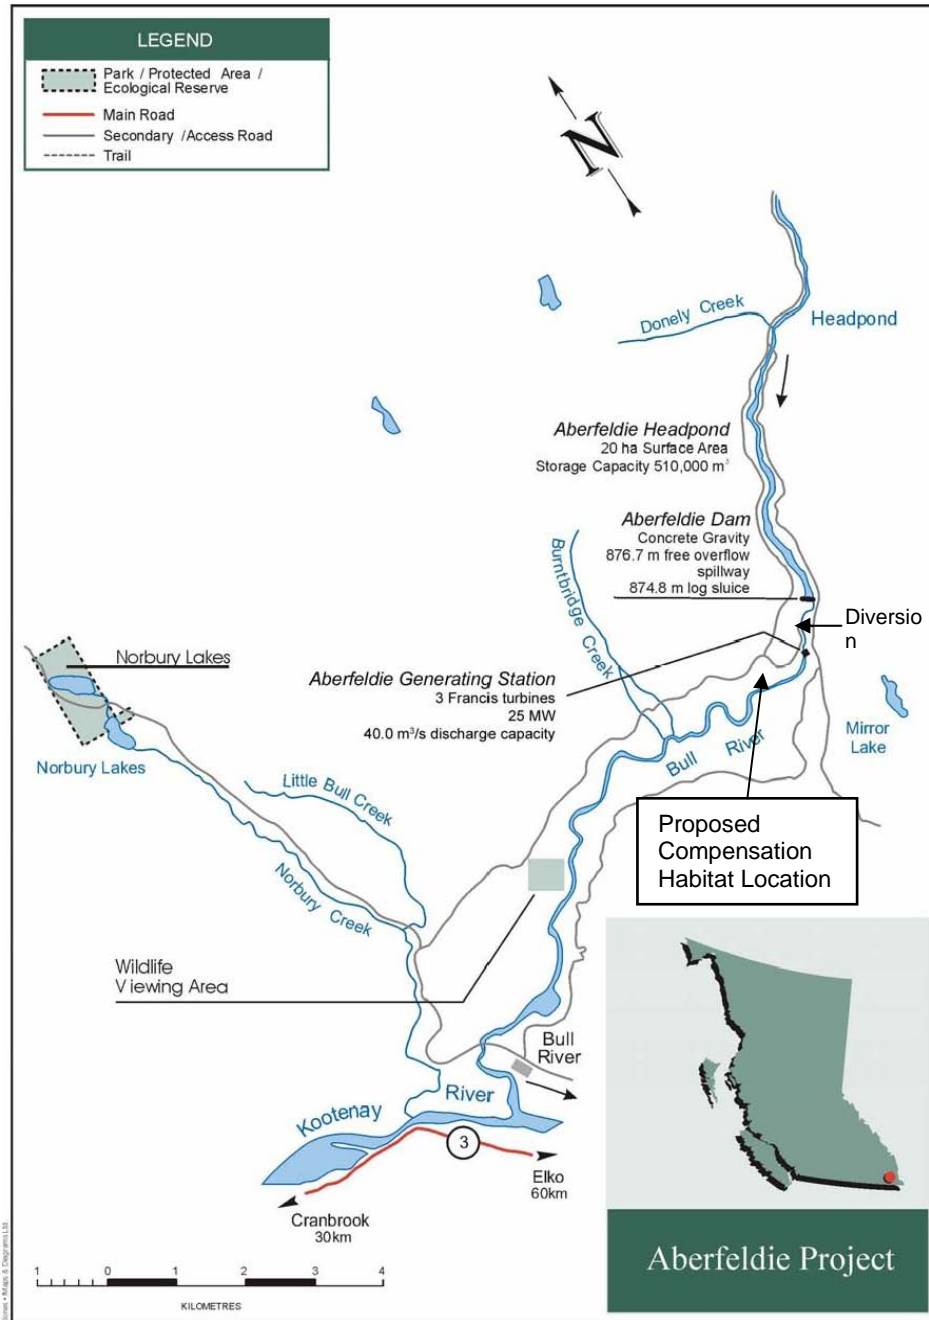 LEGEND
Park / Protected Area /
Ecological Reserve
Main Road
Secondary /Access Road
Trail
N
Donely Creek
Headpond
Aberfeldie Headpond
20 ha Surface Area
Storage Capacity 510,000 m³
Aberfeldie Dam
Concrete Gravity
876.7 m free overflow
spillway
874.8 m log sluice
Burntbridge Creek
Diversio
n
Norbury Lakes
Aberfeldie Generating Station
3 Francis turbines
25 MW
40.0 m³/s discharge capacity
Mirror
Lake
Bull River
Norbury Lakes
Little Bull Creek
Proposed
Compensation
Habitat Location
Norbury Creek
Wildlife
Viewing Area
Bull
River
Kootenay River
3
Elko
60km
Cranbrook
30km
1 0 1 2 3 4
KILOMETRES
Aberfeldie Project